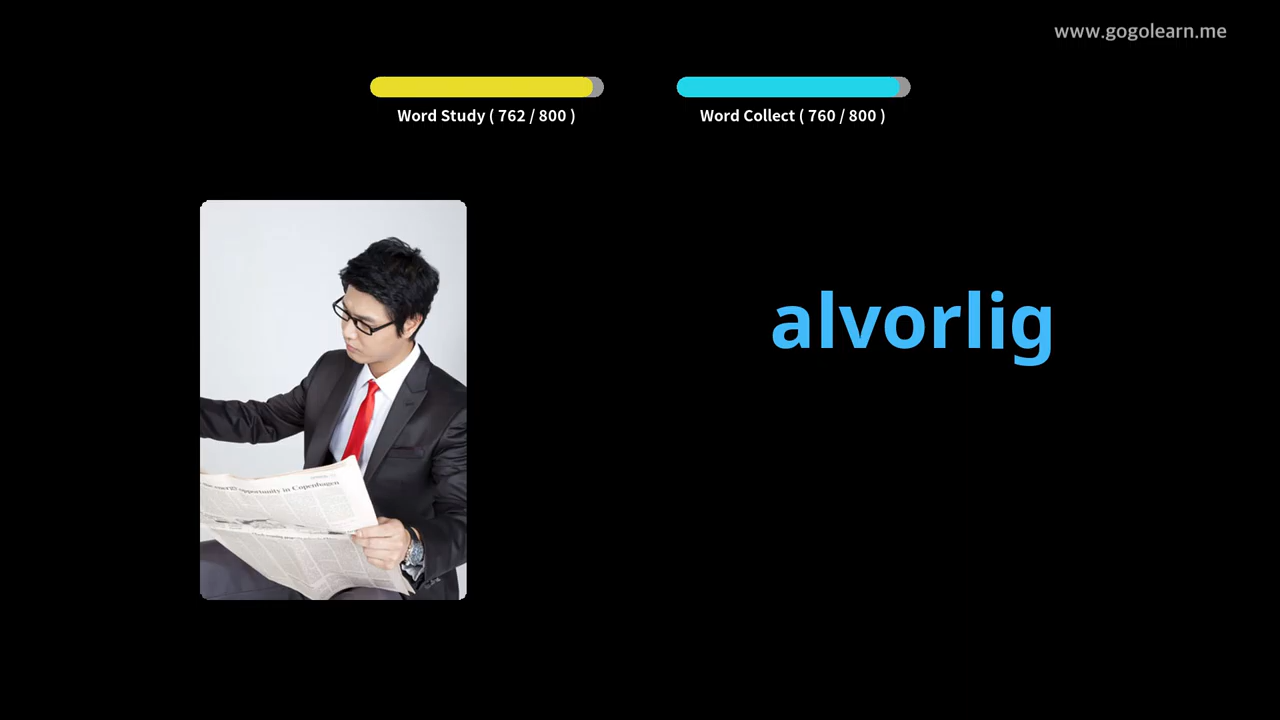 www.gogolearn.me
Word Study ( 762 / 800 )
Word Collect ( 760 / 800 )
alvorlig
opportunity in Copenhagen